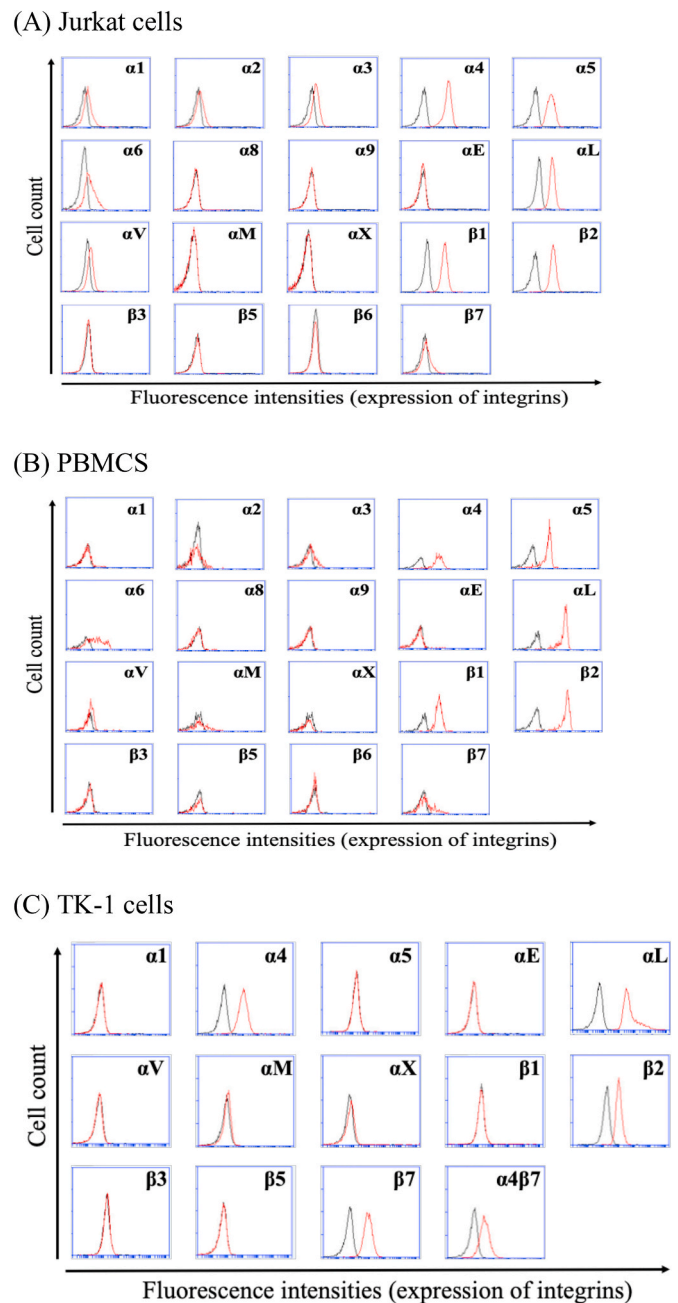 (A) Jurkat cells
α1 α2 α3 α4 α5
α6 α8 α9 αE αL
αV αM αX β1 β2
β3 β5 β6 β7
Cell count
Fluorescence intensities (expression of integrins)
(B) PBMCS
α1 α2 α3 α4 α5
α6 α8 α9 αE αL
αV αM αX β1 β2
β3 β5 β6 β7
Cell count
Fluorescence intensities (expression of integrins)
(C) TK-1 cells
α1 α4 α5 αE αL
αV αM αX β1 β2
β3 β5 β7 α4β7
Cell count
Fluorescence intensities (expression of integrins)